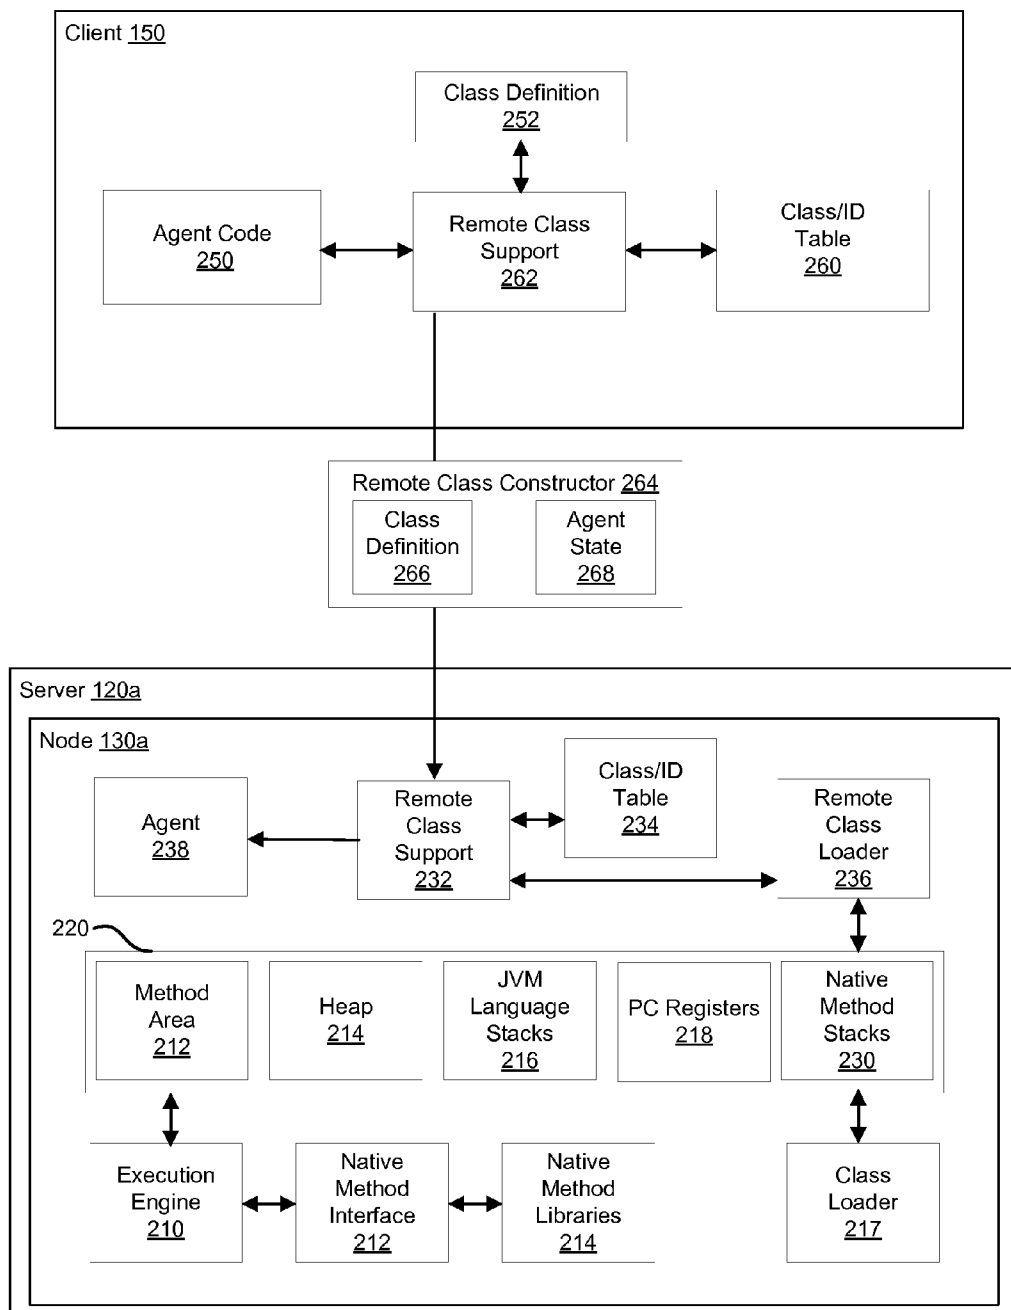 Client 150
Class Definition
252
Agent Code
250
Remote Class
Support
262
Class/ID
Table
260
Remote Class Constructor 264
Class
Definition
266
Agent
State
268
Server 120a
Node 130a
Agent
238
Remote
Class
Support
232
Class/ID
Table
234
Remote
Class
Loader
236
220
Method
Area
212
Heap
214
JVM
Language
Stacks
216
PC Registers
218
Native
Method
Stacks
230
Execution
Engine
210
Native
Method
Interface
212
Native
Method
Libraries
214
Class
Loader
217